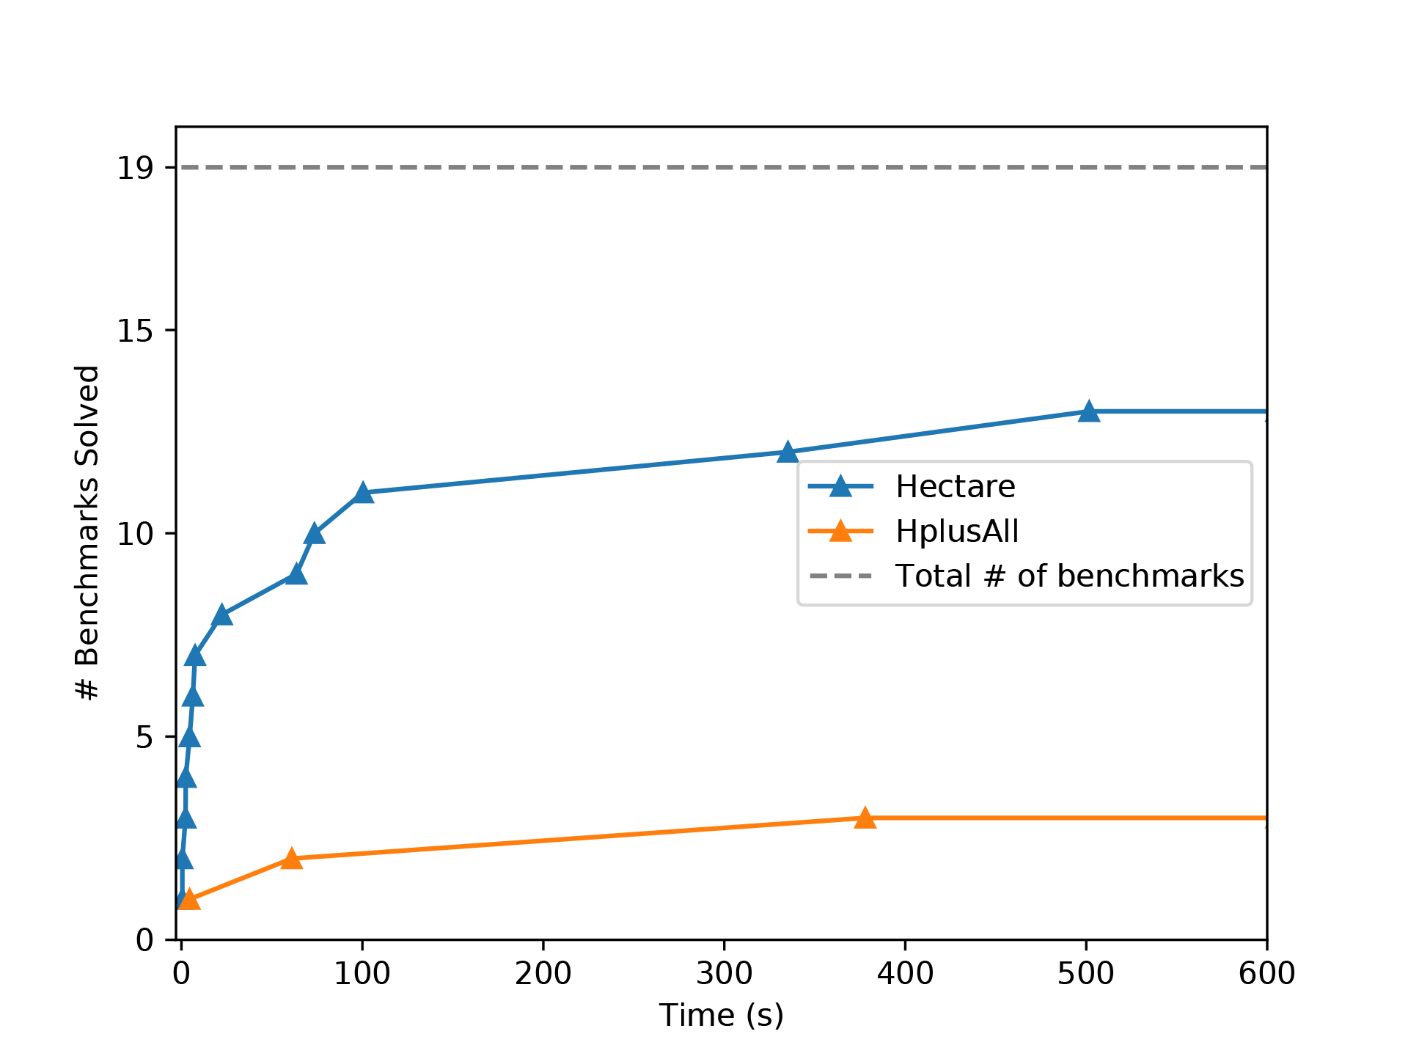 19
15
10
5
0
# Benchmarks Solved
Hectare
HplusAll
Total # of benchmarks
0 100 200 300 400 500 600
Time (s)